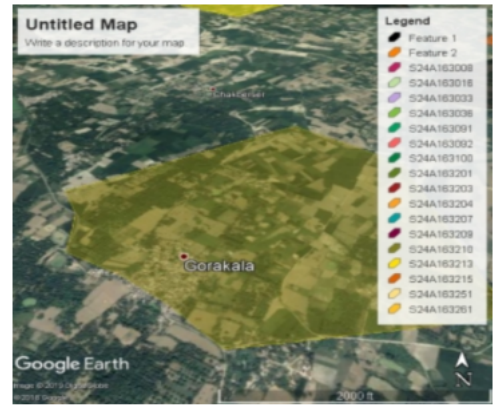 Untitled Map
Write a description for your map
Legend
Feature 1
Feature 2
S24A163008
S24A163016
S24A163033
S24A163036
S24A163091
S24A163092
S24A163100
S24A163201
S24A163203
S24A163204
S24A163207
S24A163209
S24A163210
S24A163213
S24A163215
S24A163251
S24A163261
Gorakala
Google Earth
N
2000 ft